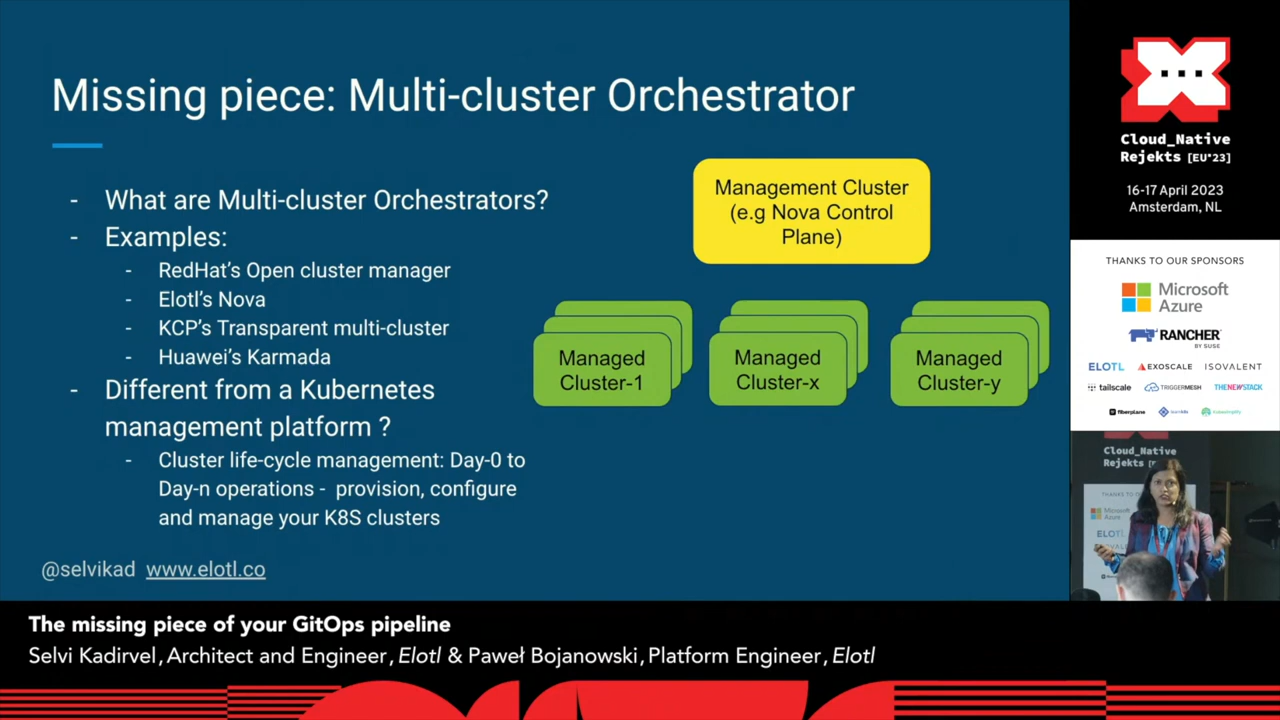 Missing piece: Multi-cluster Orchestrator
- What are Multi-cluster Orchestrators?
- Examples:
- RedHat's Open cluster manager
- Elotl's Nova
- KCP's Transparent multi-cluster
- Huawei's Karmada
- Different from a Kubernetes
management platform ?
- Cluster life-cycle management: Day-0 to
Day-n operations - provision, configure
and manage your K8S clusters
@selvikad www.elotl.co
Management Cluster
(e.g Nova Control
Plane)
Managed
Cluster-1
Managed
Cluster-x
Managed
Cluster-y
Cloud_Native
Rejekts [EU*23]
16-17 April 2023
Amsterdam, NL
THANKS TO OUR SPONSORS
Microsoft
Azure
RANCHER
BY SUSE
ELOTL
EXOSCALE
ISOVALENT
tailscale
TRIGGERMESH
THENEWSTACK
fiberplane
Cloud_Native
Rejekts
Microsoft
ELOTL
The missing piece of your GitOps pipeline
Selvi Kadirvel, Architect and Engineer, Elotl & Paweł Bojanowski, Platform Engineer, Elotl